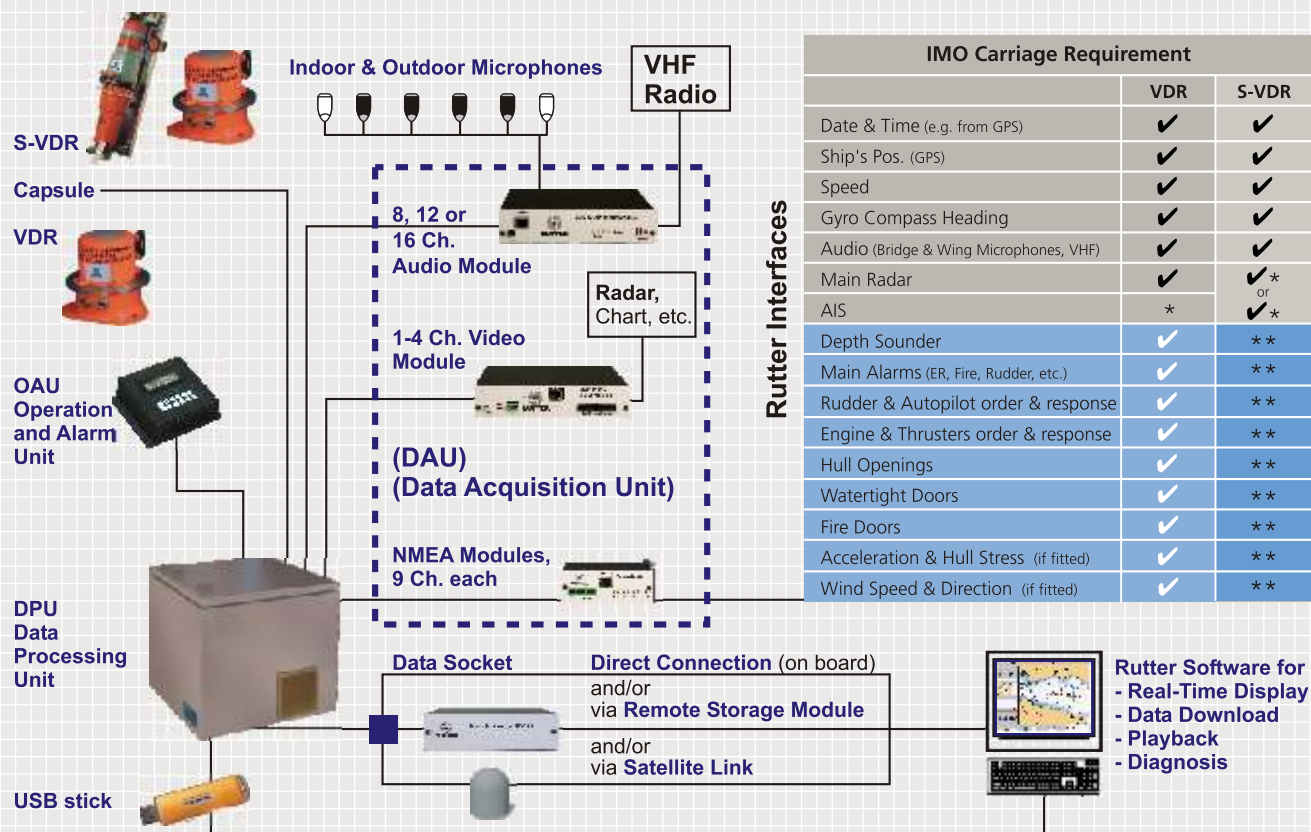 Indoor & Outdoor Microphones
VHF
Radio
S-VDR
Capsule
VDR
8, 12 or
16 Ch.
Audio Module
Radar,
Chart, etc.
1-4 Ch. Video
Module
OAU
Operation
and Alarm
Unit
(DAU)
(Data Acquisition Unit)
NMEA Modules,
9 Ch. each
DPU
Data
Processing
Unit
Data Socket
Direct Connection (on board)
and/or
via Remote Storage Module
and/or
via Satellite Link
USB stick
Rutter Interfaces
IMO Carriage Requirement
VDR S-VDR
Date & Time (e.g. from GPS) ✔ ✔
Ship's Pos. (GPS) ✔ ✔
Speed ✔ ✔
Gyro Compass Heading ✔ ✔
Audio (Bridge & Wing Microphones, VHF) ✔ ✔
Main Radar ✔ ✔*
or
AIS * ✔*
Depth Sounder ✔ **
Main Alarms (ER, Fire, Rudder, etc.) ✔ **
Rudder & Autopilot order & response ✔ **
Engine & Thrusters order & response ✔ **
Hull Openings ✔ **
Watertight Doors ✔ **
Fire Doors ✔ **
Acceleration & Hull Stress (if fitted) ✔ **
Wind Speed & Direction (if fitted) ✔ **
Rutter Software for
- Real-Time Display
- Data Download
- Playback
- Diagnosis